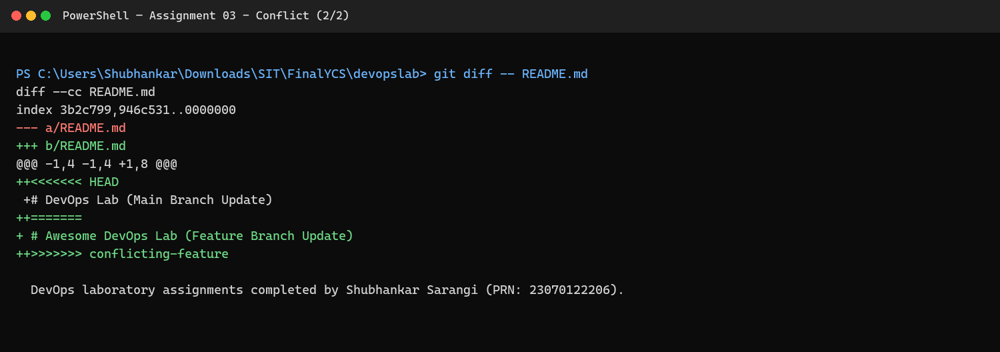 PowerShell — Assignment 03 - Conflict (2/2)
PS C:\Users\Shubhankar\Downloads\SIT\FinalYCS\devopslab> git diff -- README.md
diff --cc README.md
index 3b2c799,946c531..0000000
--- a/README.md
+++ b/README.md
@@@ -1,4 -1,4 +1,8 @@@
++<<<<<<< HEAD
 +# DevOps Lab (Main Branch Update)
++=======
+ # Awesome DevOps Lab (Feature Branch Update)
++>>>>>>> conflicting-feature
  DevOps laboratory assignments completed by Shubhankar Sarangi (PRN: 23070122206).